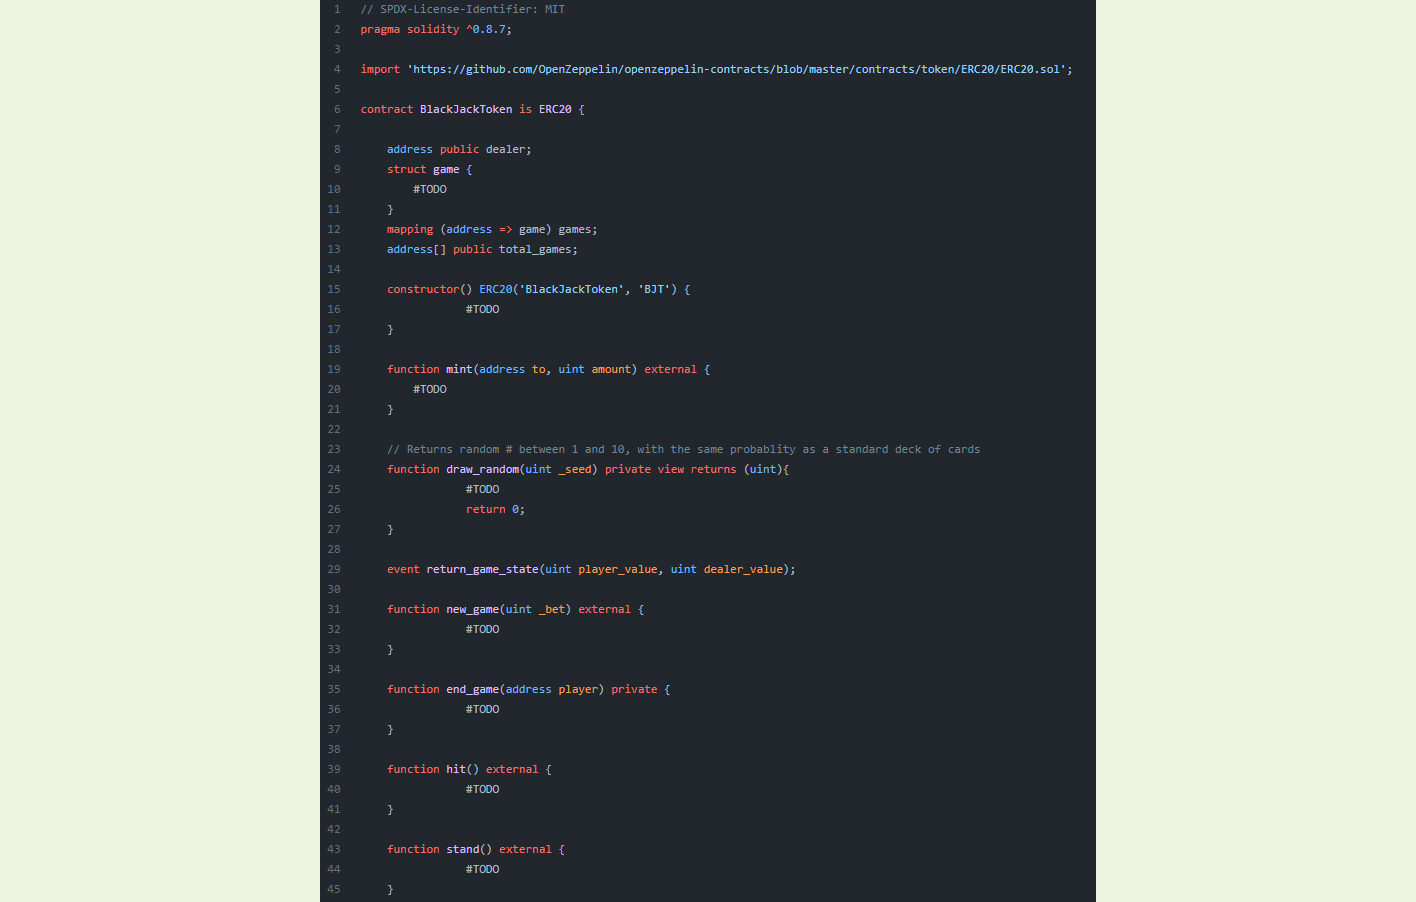 1 // SPDX-License-Identifier: MIT
2 pragma solidity ^0.8.7;
3
4 import 'https://github.com/OpenZeppelin/openzeppelin-contracts/blob/master/contracts/token/ERC20/ERC20.sol';
5
6 contract BlackJackToken is ERC20 {
7
8 address public dealer;
9 struct game {
10 #TODO
11 }
12 mapping (address => game) games;
13 address[] public total_games;
14
15 constructor() ERC20('BlackJackToken', 'BJT') {
16 #TODO
17 }
18
19 function mint(address to, uint amount) external {
20 #TODO
21 }
22
23 // Returns random # between 1 and 10, with the same probablity as a standard deck of cards
24 function draw_random(uint _seed) private view returns (uint){
25 #TODO
26 return 0;
27 }
28
29 event return_game_state(uint player_value, uint dealer_value);
30
31 function new_game(uint _bet) external {
32 #TODO
33 }
34
35 function end_game(address player) private {
36 #TODO
37 }
38
39 function hit() external {
40 #TODO
41 }
42
43 function stand() external {
44 #TODO
45 }